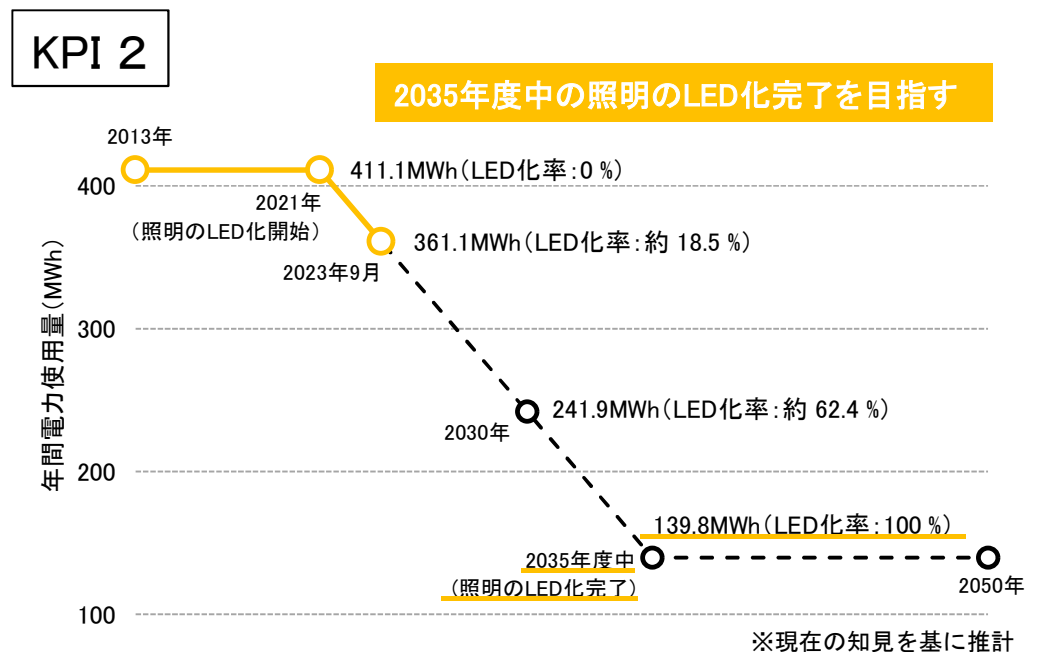 KPI 2
2035年度中の照明のLED化完了を目指す
2013年
400
411.1MWh(LED化率:0 %)
2021年
(照明のLED化開始)
361.1MWh(LED化率:約 18.5 %)
2023年9月
年間電力使用量(MWh)
300
241.9MWh(LED化率:約 62.4 %)
2030年
200
139.8MWh(LED化率:100 %)
2035年度中
(照明のLED化完了)
2050年
100
※現在の知見を基に推計